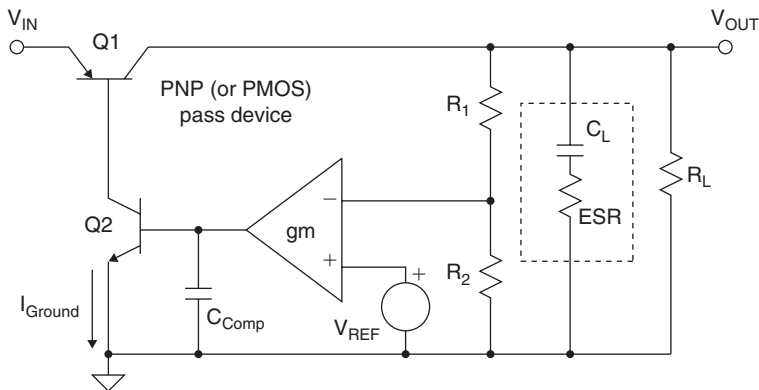 V_IN
Q1
V_OUT
PNP (or PMOS)
pass device
R_1
C_L
R_L
ESR
Q2
−
gm
+
+
R_2
I_Ground
C_Comp
V_REF